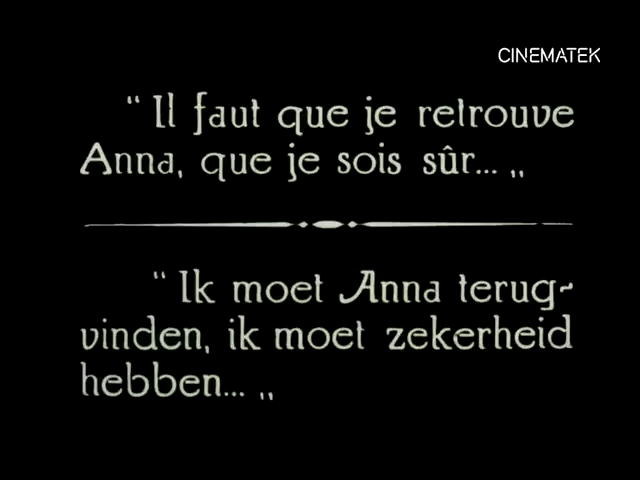 CINEMATEK
“ Il faut que je retrouve
Anna, que je sois sûr... „
“ Ik moet Anna terug-
vinden, ik moet zekerheid
hebben... „